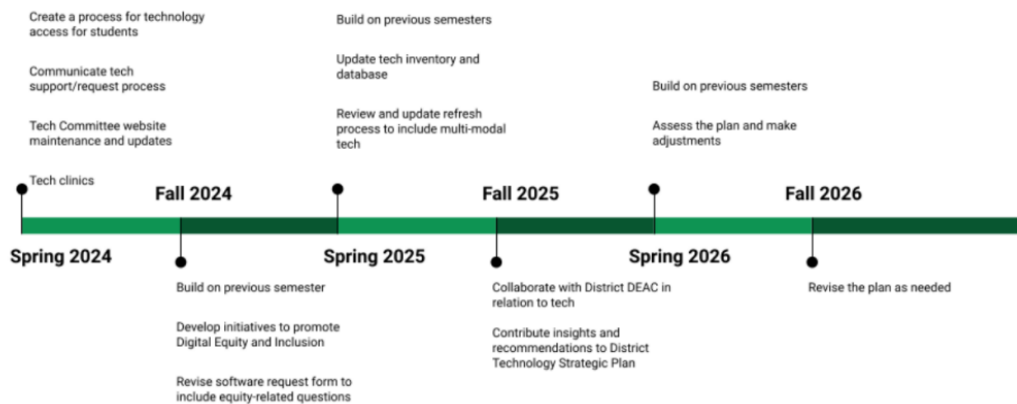 Create a process for technology
access for students
Communicate tech
support/request process
Tech Committee website
maintenance and updates
Tech clinics
Spring 2024
Fall 2024
Build on previous semester
Develop initiatives to promote
Digital Equity and Inclusion
Revise software request form to
include equity-related questions
Build on previous semesters
Update tech inventory and
database
Review and update refresh
process to include multi-modal
tech
Spring 2025
Fall 2025
Collaborate with District DEAC in
relation to tech
Contribute insights and
recommendations to District
Technology Strategic Plan
Build on previous semesters
Assess the plan and make
adjustments
Spring 2026
Fall 2026
Revise the plan as needed